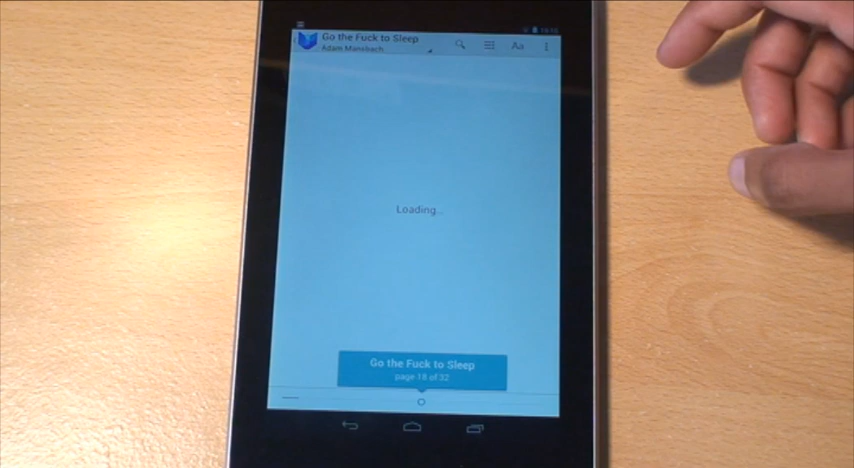 Go the Fuck to Sleep
Adam Mansbach
Aa
Loading...
Go the Fuck to Sleep
page 18 of 32